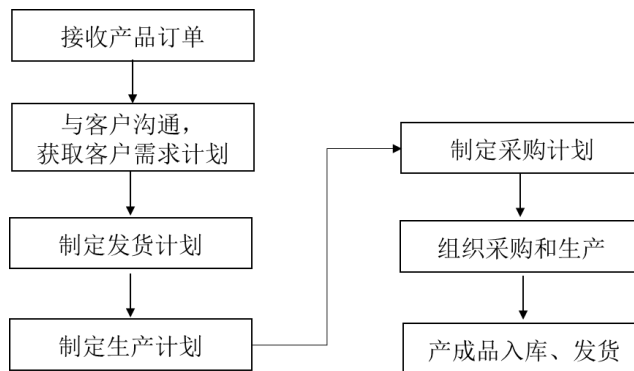 接收产品订单
与客户沟通，
获取客户需求计划
制定发货计划
制定生产计划
制定采购计划
组织采购和生产
产成品入库、发货